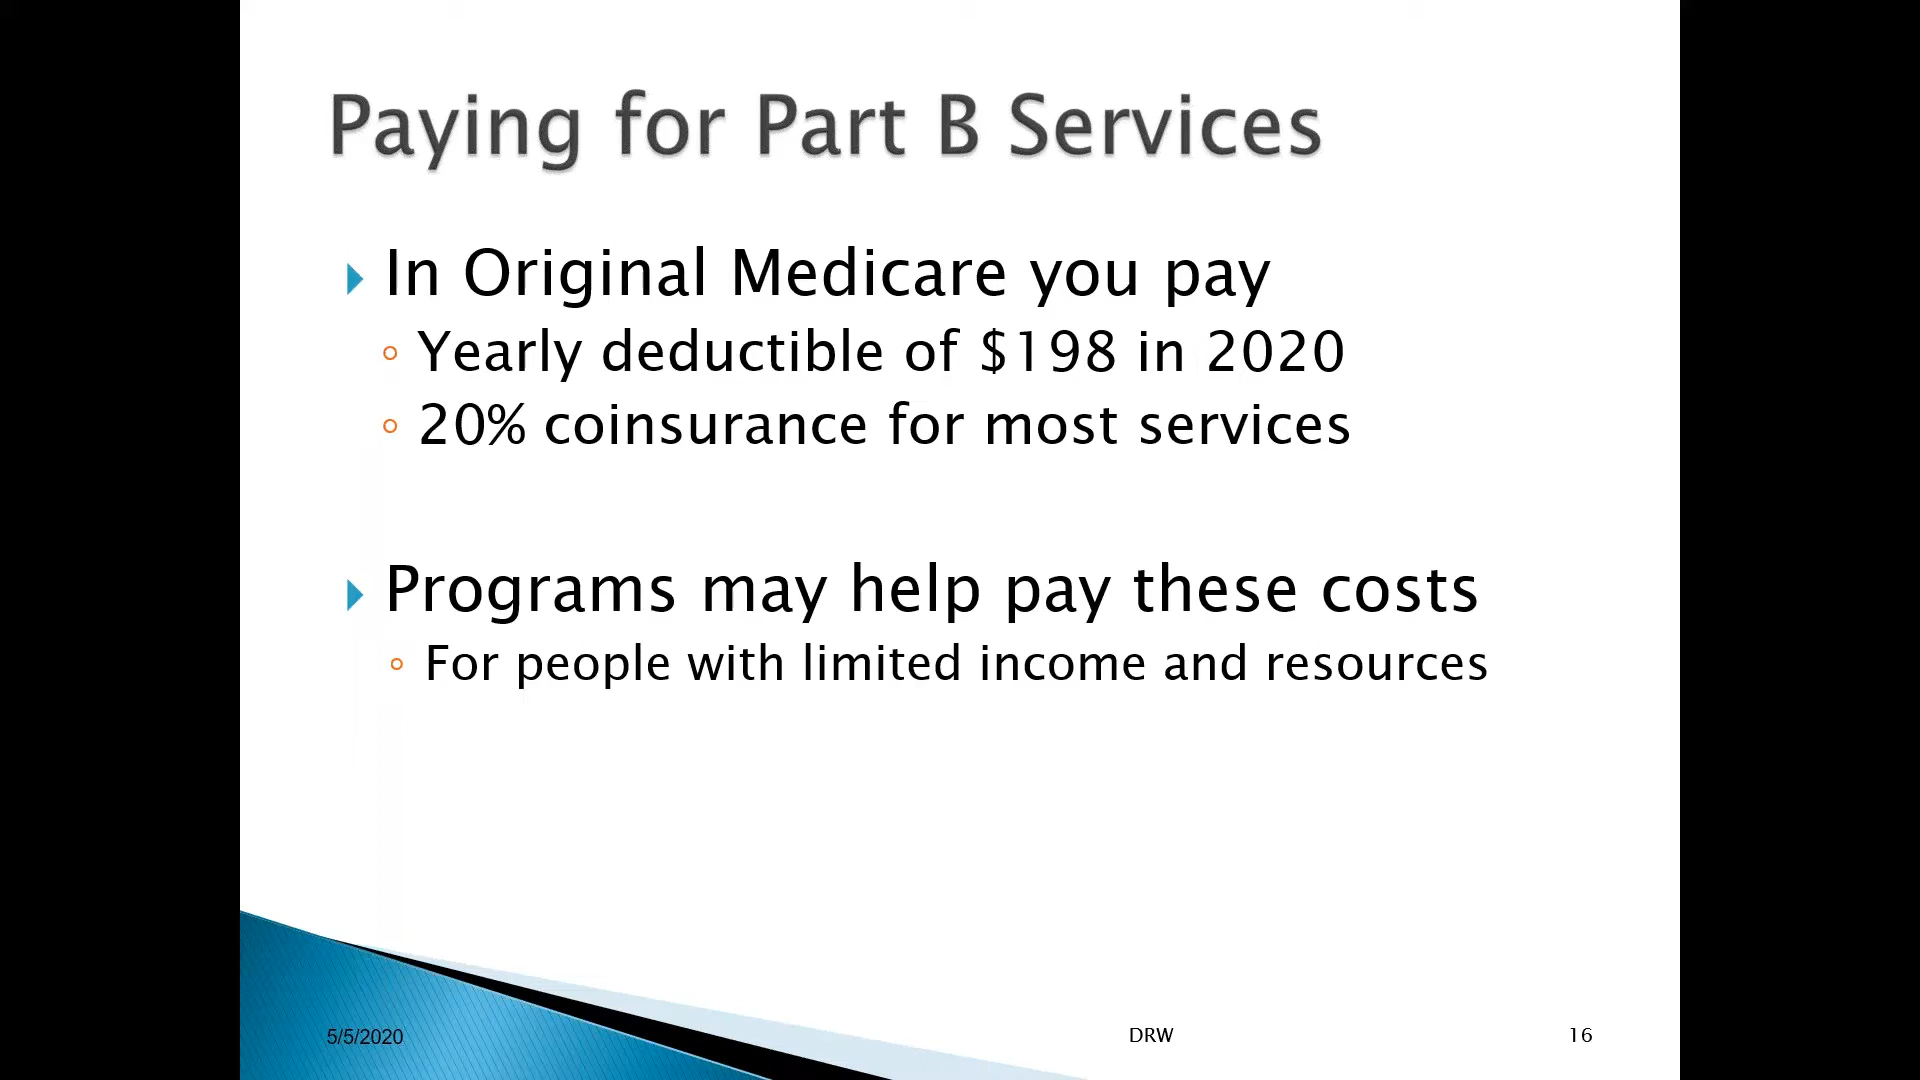 Paying for Part B Services
In Original Medicare you pay
Yearly deductible of $198 in 2020
20% coinsurance for most services
Programs may help pay these costs
For people with limited income and resources
5/5/2020
DRW
16